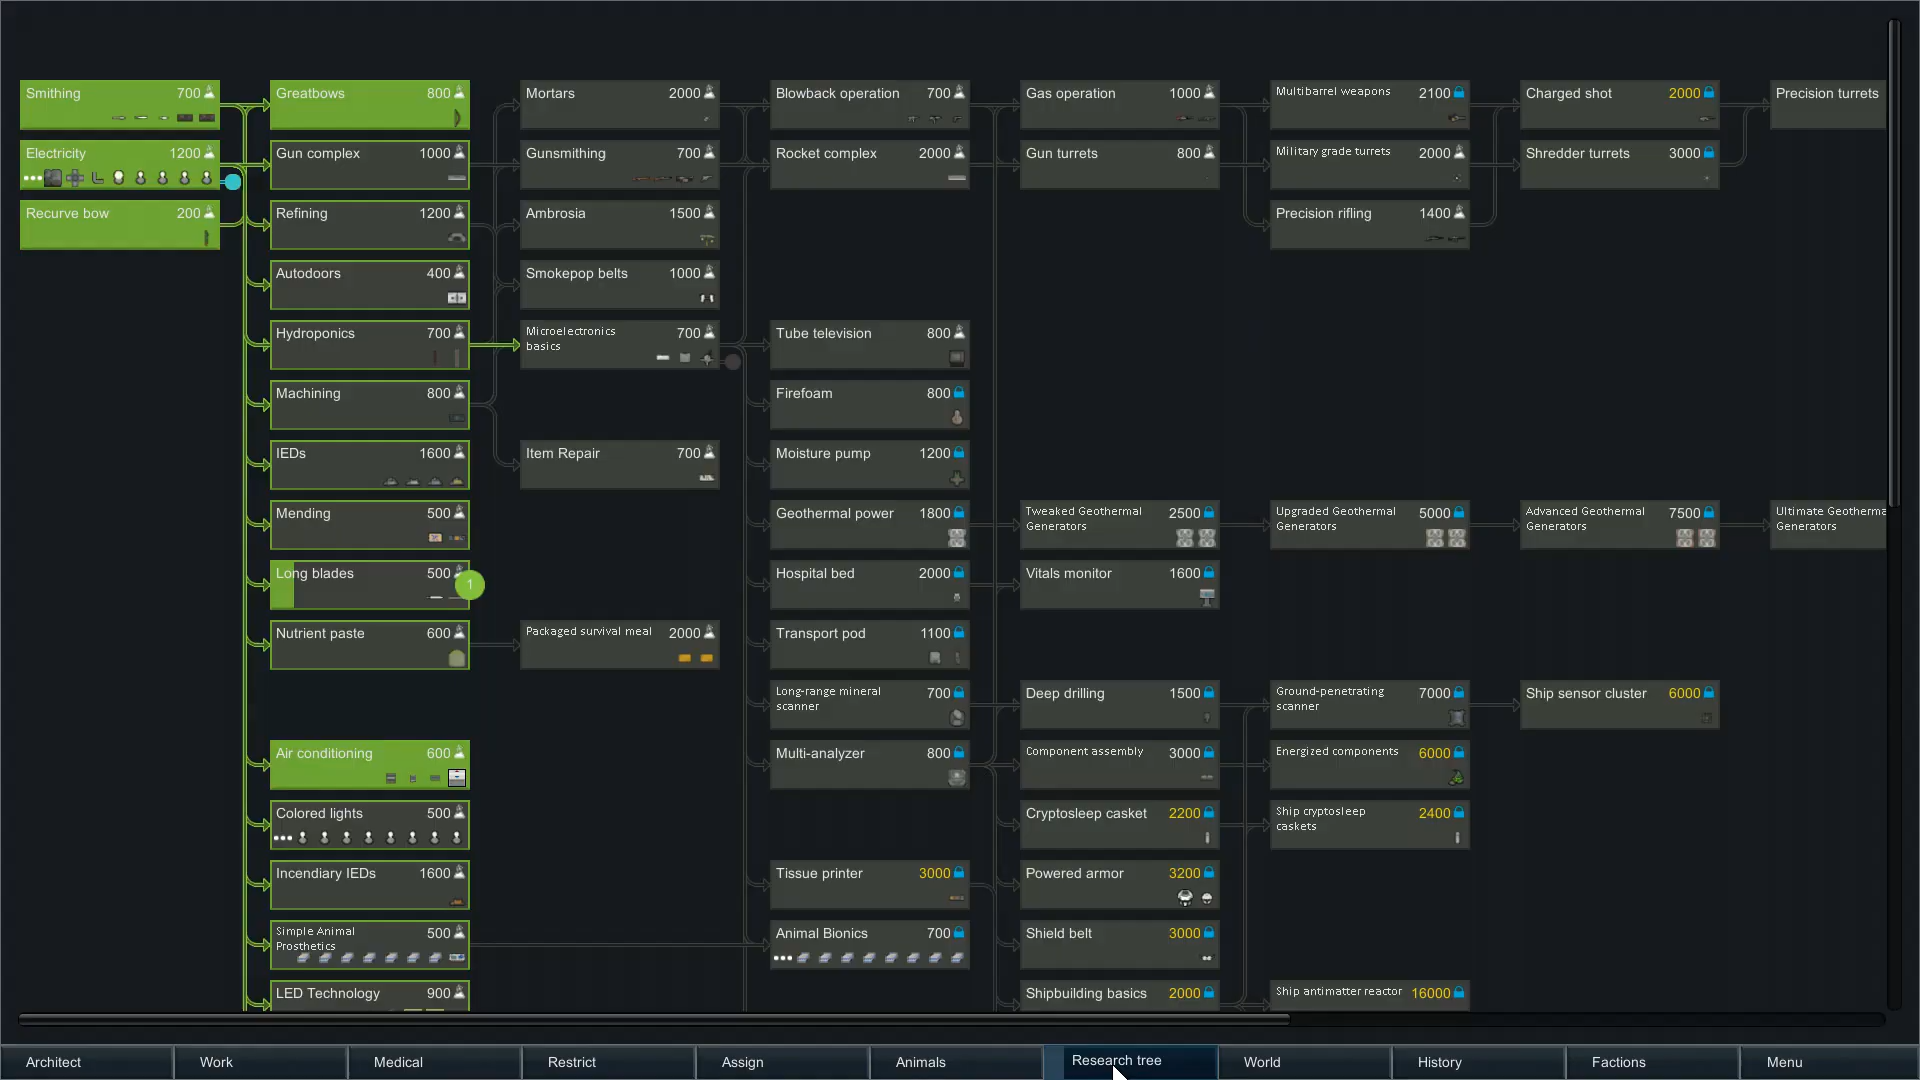 Smithing 700
Electricity 1200
Recurve bow 200
Greatbows 800
Gun complex 1000
Refining 1200
Autodoors 400
Hydroponics 700
Machining 800
IEDs 1600
Mending 500
Long blades 500
1
Nutrient paste 600
Air conditioning 600
Colored lights 500
Incendiary IEDs 1600
Simple Animal
Prosthetics 500
LED Technology 900
Mortars 2000
Gunsmithing 700
Ambrosia 1500
Smokepop belts 1000
Microelectronics
basics 700
Item Repair 700
Packaged survival meal 2000
Blowback operation 700
Rocket complex 2000
Tube television 800
Firefoam 800
Moisture pump 1200
Geothermal power 1800
Hospital bed 2000
Transport pod 1100
Long-range mineral
scanner 700
Multi-analyzer 800
Tissue printer 3000
Animal Bionics 700
Gas operation 1000
Gun turrets 800
Tweaked Geothermal
Generators 2500
Vitals monitor 1600
Deep drilling 1500
Component assembly 3000
Cryptosleep casket 2200
Powered armor 3200
Shield belt 3000
Shipbuilding basics 2000
Multibarrel weapons 2100
Military grade turrets 2000
Precision rifling 1400
Upgraded Geothermal
Generators 5000
Ground-penetrating
scanner 7000
Energized components 6000
Ship cryptosleep
caskets 2400
Ship antimatter reactor 16000
Charged shot 2000
Shredder turrets 3000
Advanced Geothermal
Generators 7500
Ship sensor cluster 6000
Precision turrets
Ultimate Geotherma
Generators
Architect
Work
Medical
Restrict
Assign
Animals
Research tree
World
History
Factions
Menu